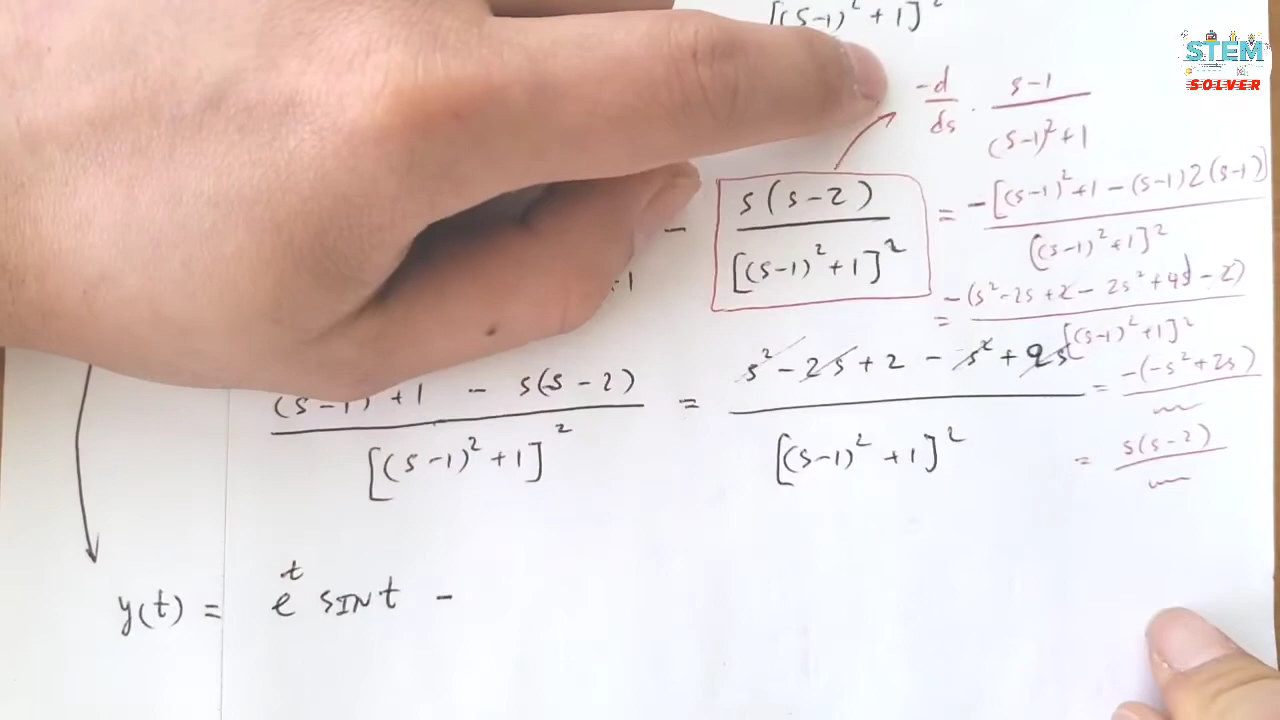 [(s-1)² + 1]²
STEM
SOLVER
-d/ds · (s-1)/((s-1)²+1)
- s(s-2)/[(s-1)²+1]² = -[(s-1)²+1-(s-1)2(s-1)]/[(s-1)²+1]²
= -(s²-2s+2-2s²+4s-2)/[(s-1)²+1]²
((s-1)²+1 - s(s-2))/[(s-1)²+1]² = (s²-2s+2-s²+2s)/[(s-1)²+1]²
= -(-s²+2s)/
= s(s-2)/
y(t) = e^t SINt -